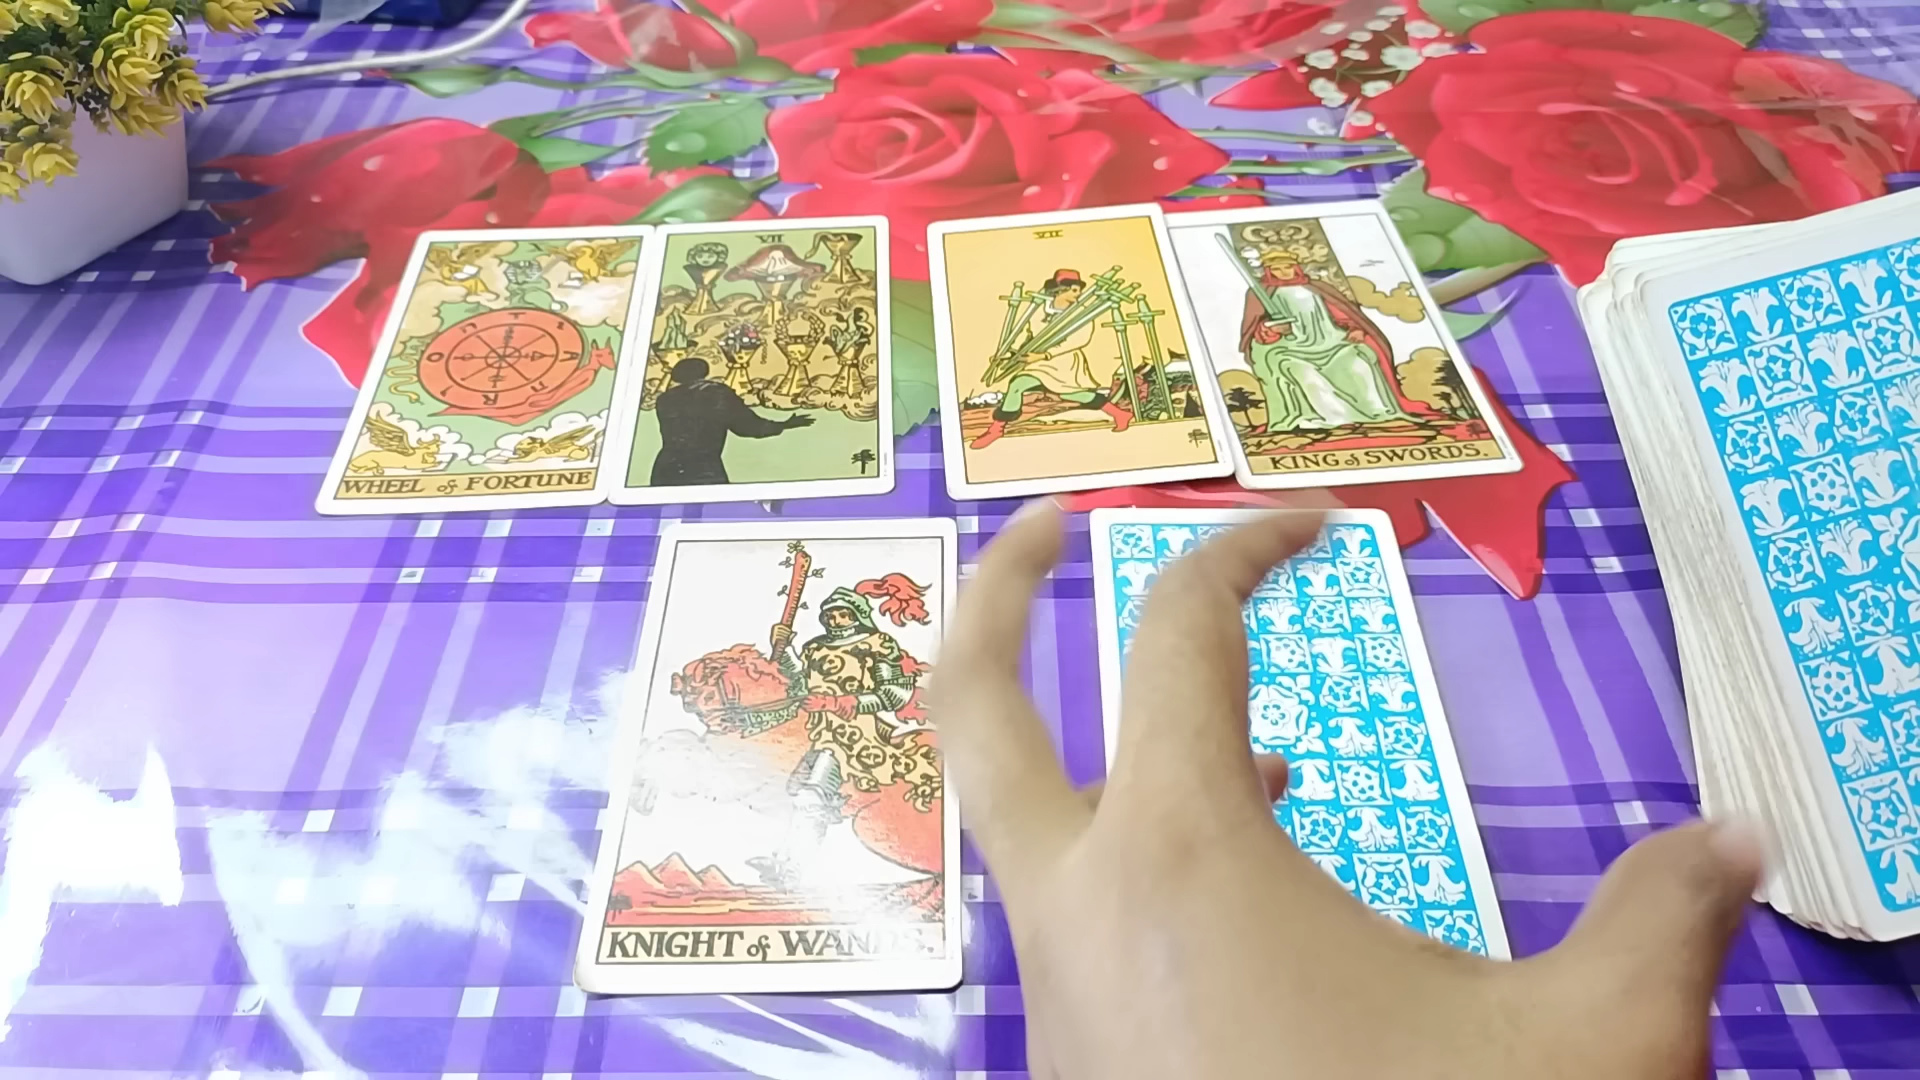 X
VII
VII
WHEEL of FORTUNE
KING of SWORDS.
KNIGHT of WANDS.